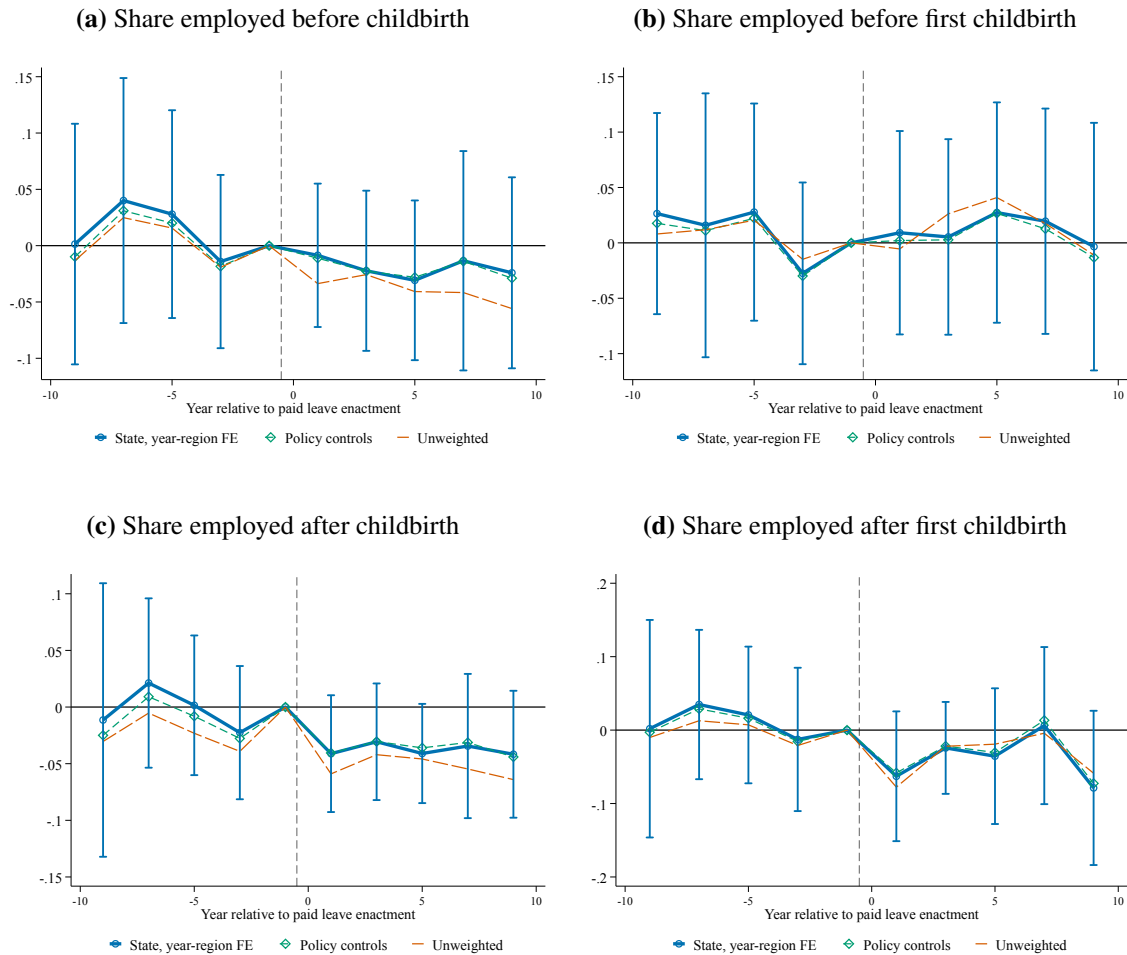 (a) Share employed before childbirth
.15
.1
.05
0
-.05
-.1
-10 -5 0 5 10
Year relative to paid leave enactment
State, year-region FE Policy controls Unweighted
(b) Share employed before first childbirth
.15
.1
.05
0
-.05
-.1
-10 -5 0 5 10
Year relative to paid leave enactment
State, year-region FE Policy controls Unweighted
(c) Share employed after childbirth
.1
.05
0
-.05
-.1
-.15
-10 -5 0 5 10
Year relative to paid leave enactment
State, year-region FE Policy controls Unweighted
(d) Share employed after first childbirth
.2
.1
0
-.1
-.2
-10 -5 0 5 10
Year relative to paid leave enactment
State, year-region FE Policy controls Unweighted